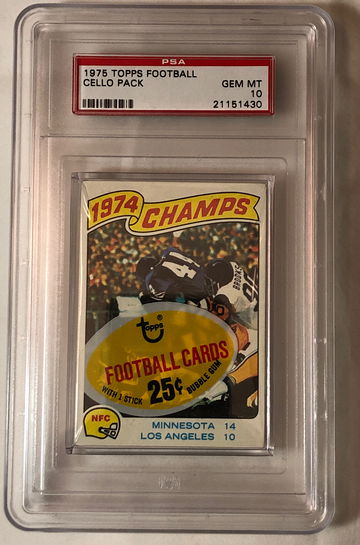 PSA
1975 TOPPS FOOTBALL
CELLO PACK
GEM MT
10
21151430
1974 CHAMPS
BROOKS
Topps ®
FOOTBALL CARDS
WITH 1 STICK 25¢ BUBBLE GUM
NFC
MINNESOTA 14
LOS ANGELES 10